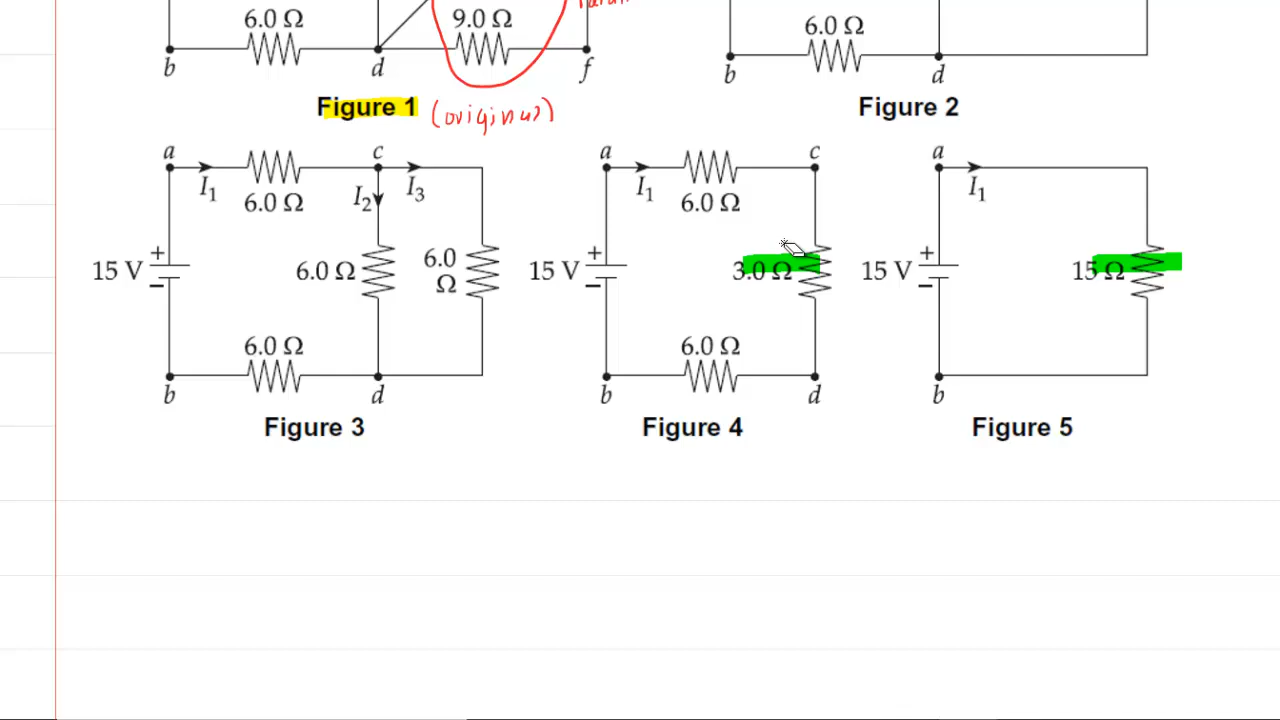 6.0 Ω
9.0 Ω
b
d
f
Figure 1
(original)
6.0 Ω
b
d
Figure 2
a
I1
6.0 Ω
c
I2
I3
15 V
+
−
6.0 Ω
6.0
Ω
6.0 Ω
b
d
Figure 3
a
I1
6.0 Ω
c
15 V
+
−
3.0 Ω
6.0 Ω
b
d
Figure 4
a
I1
15 V
+
−
15 Ω
b
Figure 5